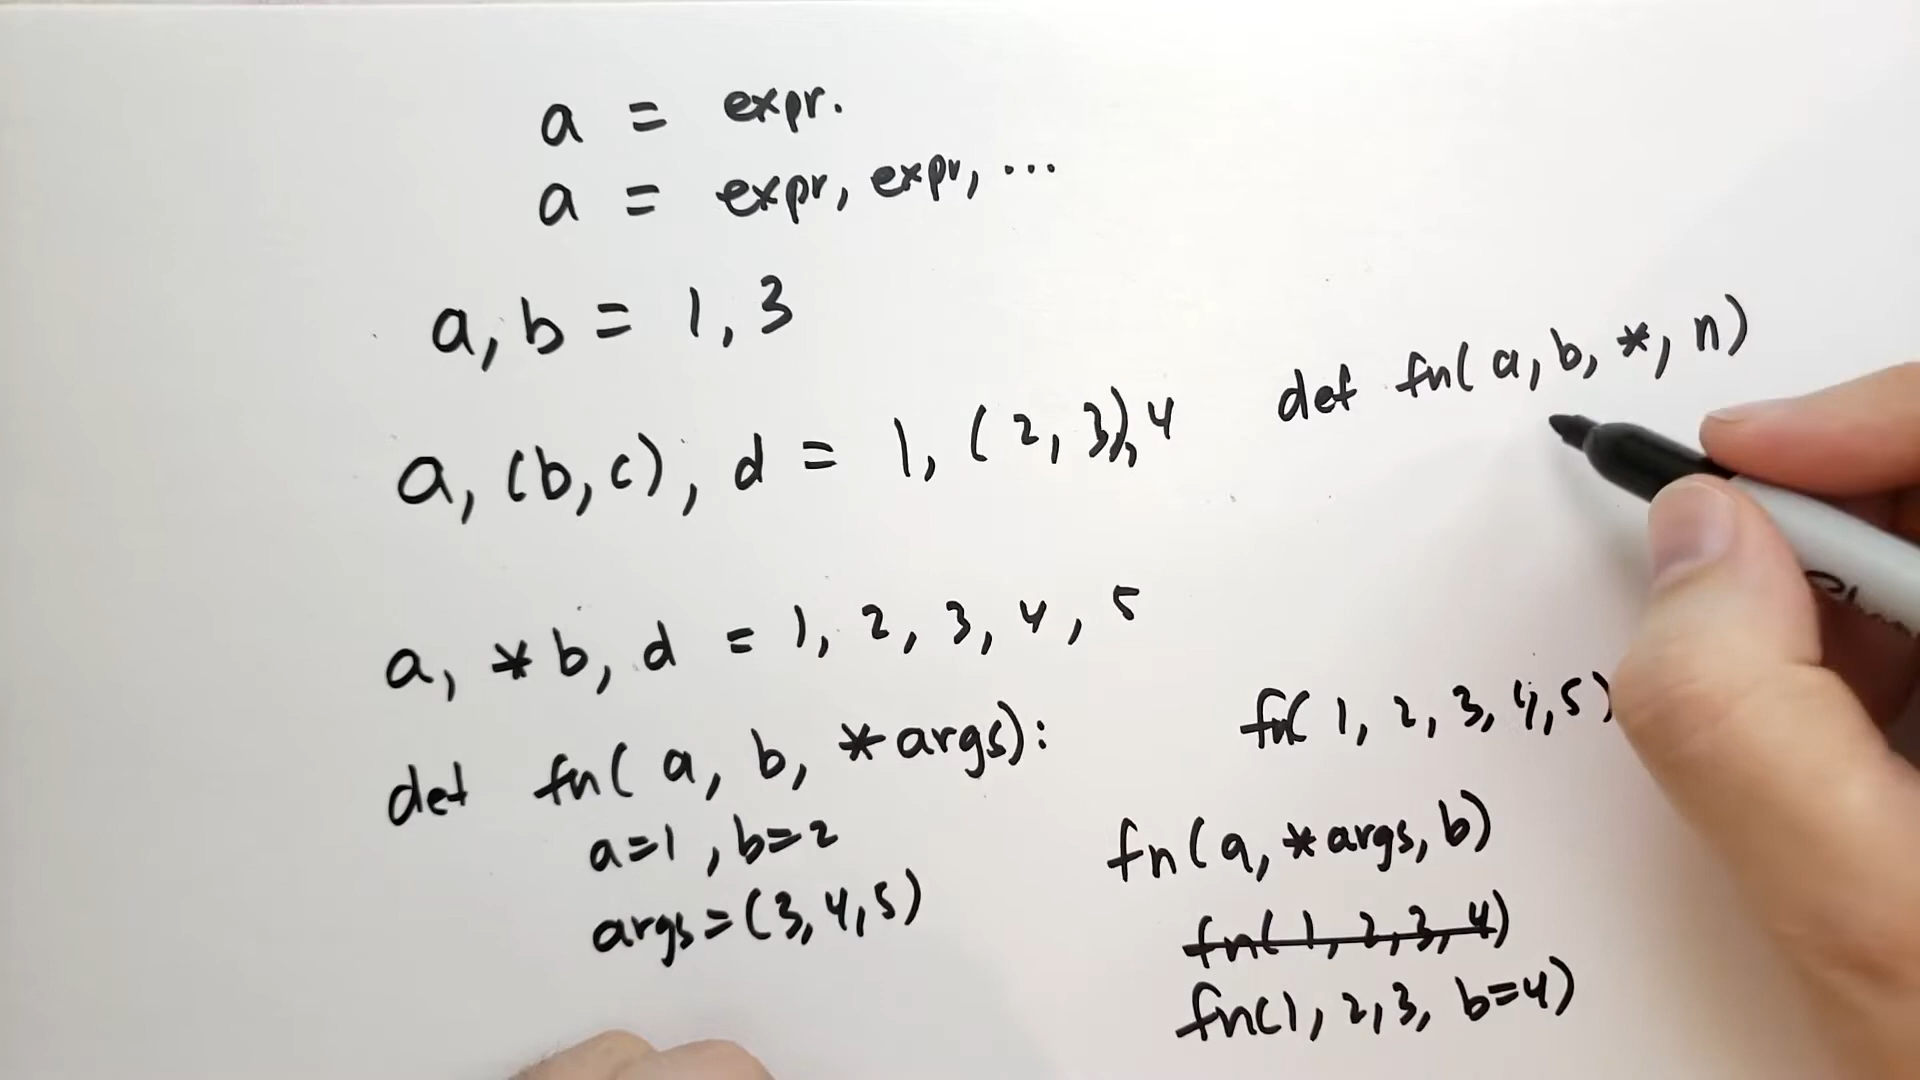 a = expr.
a = expr, expr, ...
a, b = 1, 3
a, (b, c), d = 1, (2, 3), 4
def fn(a, b, *, n)
a, *b, d = 1, 2, 3, 4, 5
def fn(a, b, *args):
a=1, b=2
args=(3,4,5)
fn(1, 2, 3, 4, 5)
fn(a, *args, b)
fn(1, 2, 3, 4)
fn(1, 2, 3, b=4)